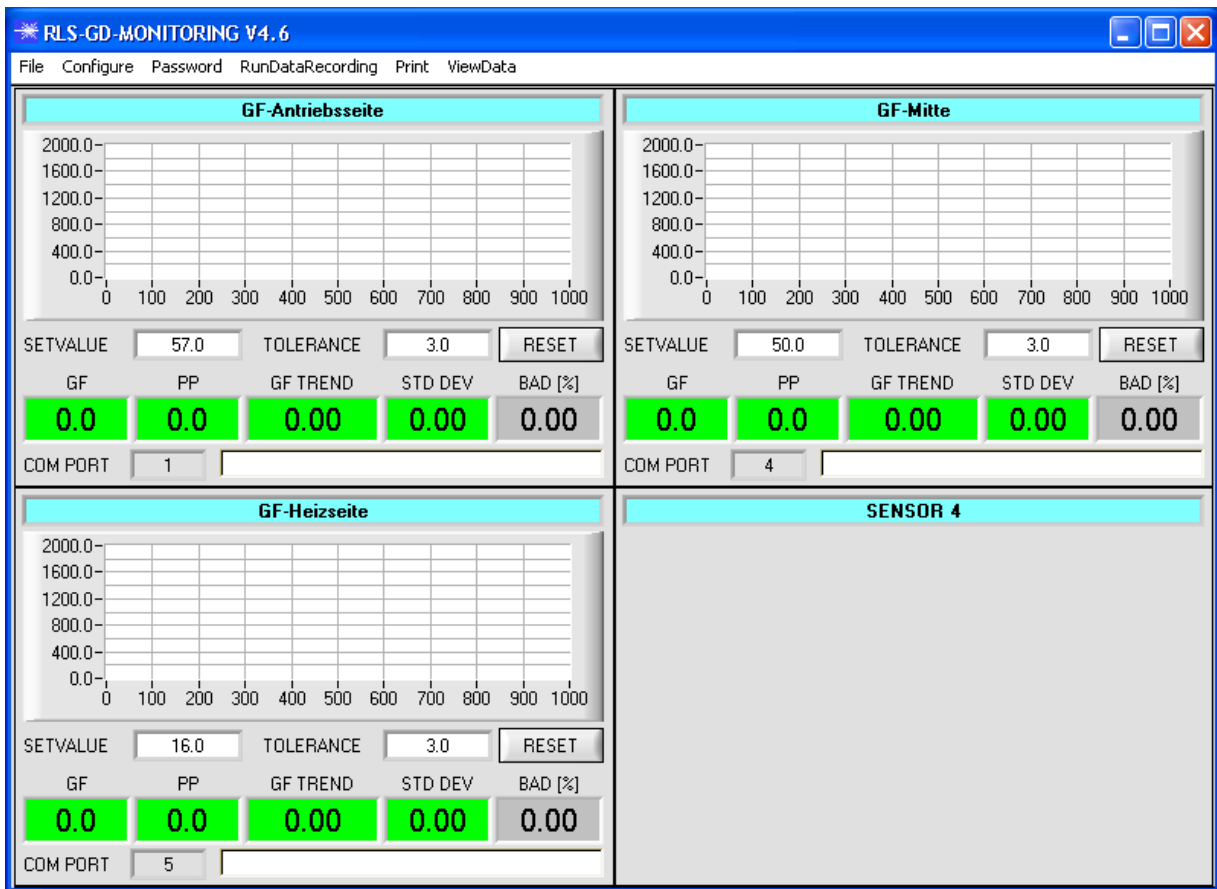 RLS-GD-MONITORING V4.6
File Configure Password RunDataRecording Print ViewData
GF-Antriebsseite
2000.0
1600.0
1200.0
800.0
400.0
0.0
0 100 200 300 400 500 600 700 800 900 1000
SETVALUE 57.0 TOLERANCE 3.0 RESET
GF PP GF TREND STD DEV BAD [%]
0.0 0.0 0.00 0.00 0.00
COM PORT 1
GF-Mitte
2000.0
1600.0
1200.0
800.0
400.0
0.0
0 100 200 300 400 500 600 700 800 900 1000
SETVALUE 50.0 TOLERANCE 3.0 RESET
GF PP GF TREND STD DEV BAD [%]
0.0 0.0 0.00 0.00 0.00
COM PORT 4
GF-Heizseite
2000.0
1600.0
1200.0
800.0
400.0
0.0
0 100 200 300 400 500 600 700 800 900 1000
SETVALUE 16.0 TOLERANCE 3.0 RESET
GF PP GF TREND STD DEV BAD [%]
0.0 0.0 0.00 0.00 0.00
COM PORT 5
SENSOR 4